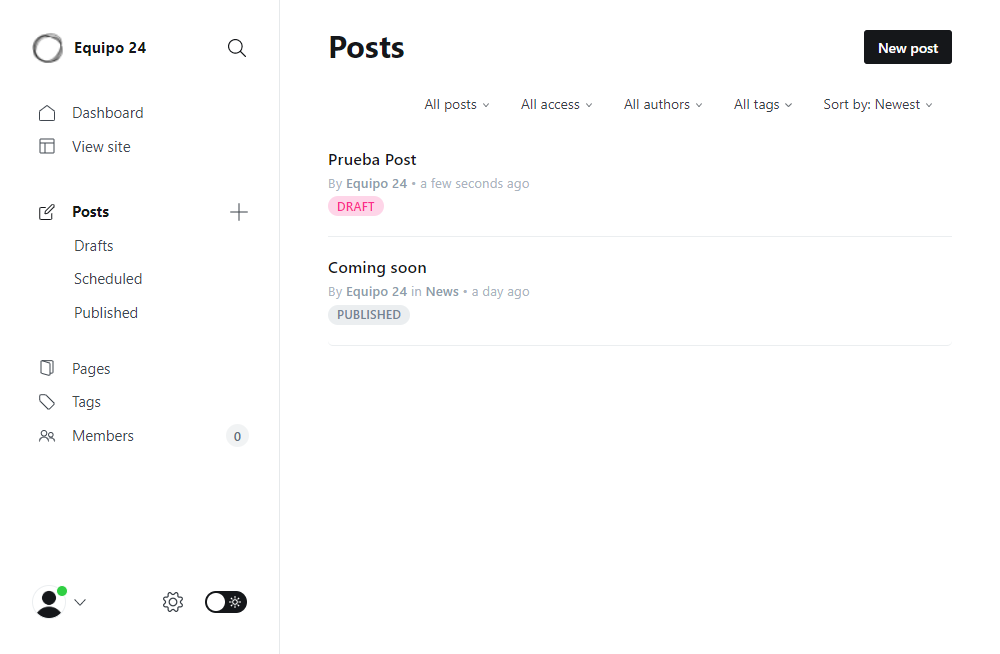 Equipo 24
Dashboard
View site
Posts
Drafts
Scheduled
Published
Pages
Tags
Members 0
Posts
New post
All posts All access All authors All tags Sort by: Newest
Prueba Post
By Equipo 24 • a few seconds ago
DRAFT
Coming soon
By Equipo 24 in News • a day ago
PUBLISHED